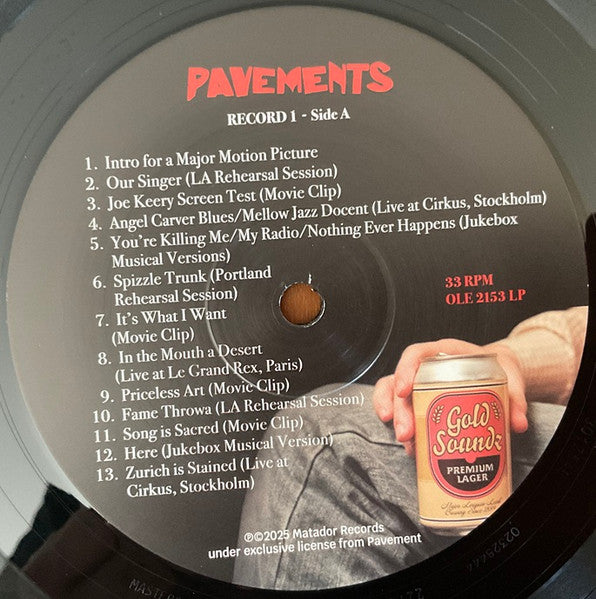 PAVEMENTS
RECORD 1 - Side A
1. Intro for a Major Motion Picture
2. Our Singer (LA Rehearsal Session)
3. Joe Keery Screen Test (Movie Clip)
4. Angel Carver Blues/Mellow Jazz Docent (Live at Cirkus, Stockholm)
5. You're Killing Me/My Radio/Nothing Ever Happens (Jukebox
Musical Versions)
6. Spizzle Trunk (Portland
Rehearsal Session)
7. It's What I Want
(Movie Clip)
8. In the Mouth a Desert
(Live at Le Grand Rex, Paris)
9. Priceless Art (Movie Clip)
10. Fame Throwa (LA Rehearsal Session)
11. Song is Sacred (Movie Clip)
12. Here (Jukebox Musical Version)
13. Zurich is Stained (Live at
Cirkus, Stockholm)
33 RPM
OLE 2153 LP
Gold
Soundz
PREMIUM
LAGER
Ⓟ©2025 Matador Records
under exclusive license from Pavement